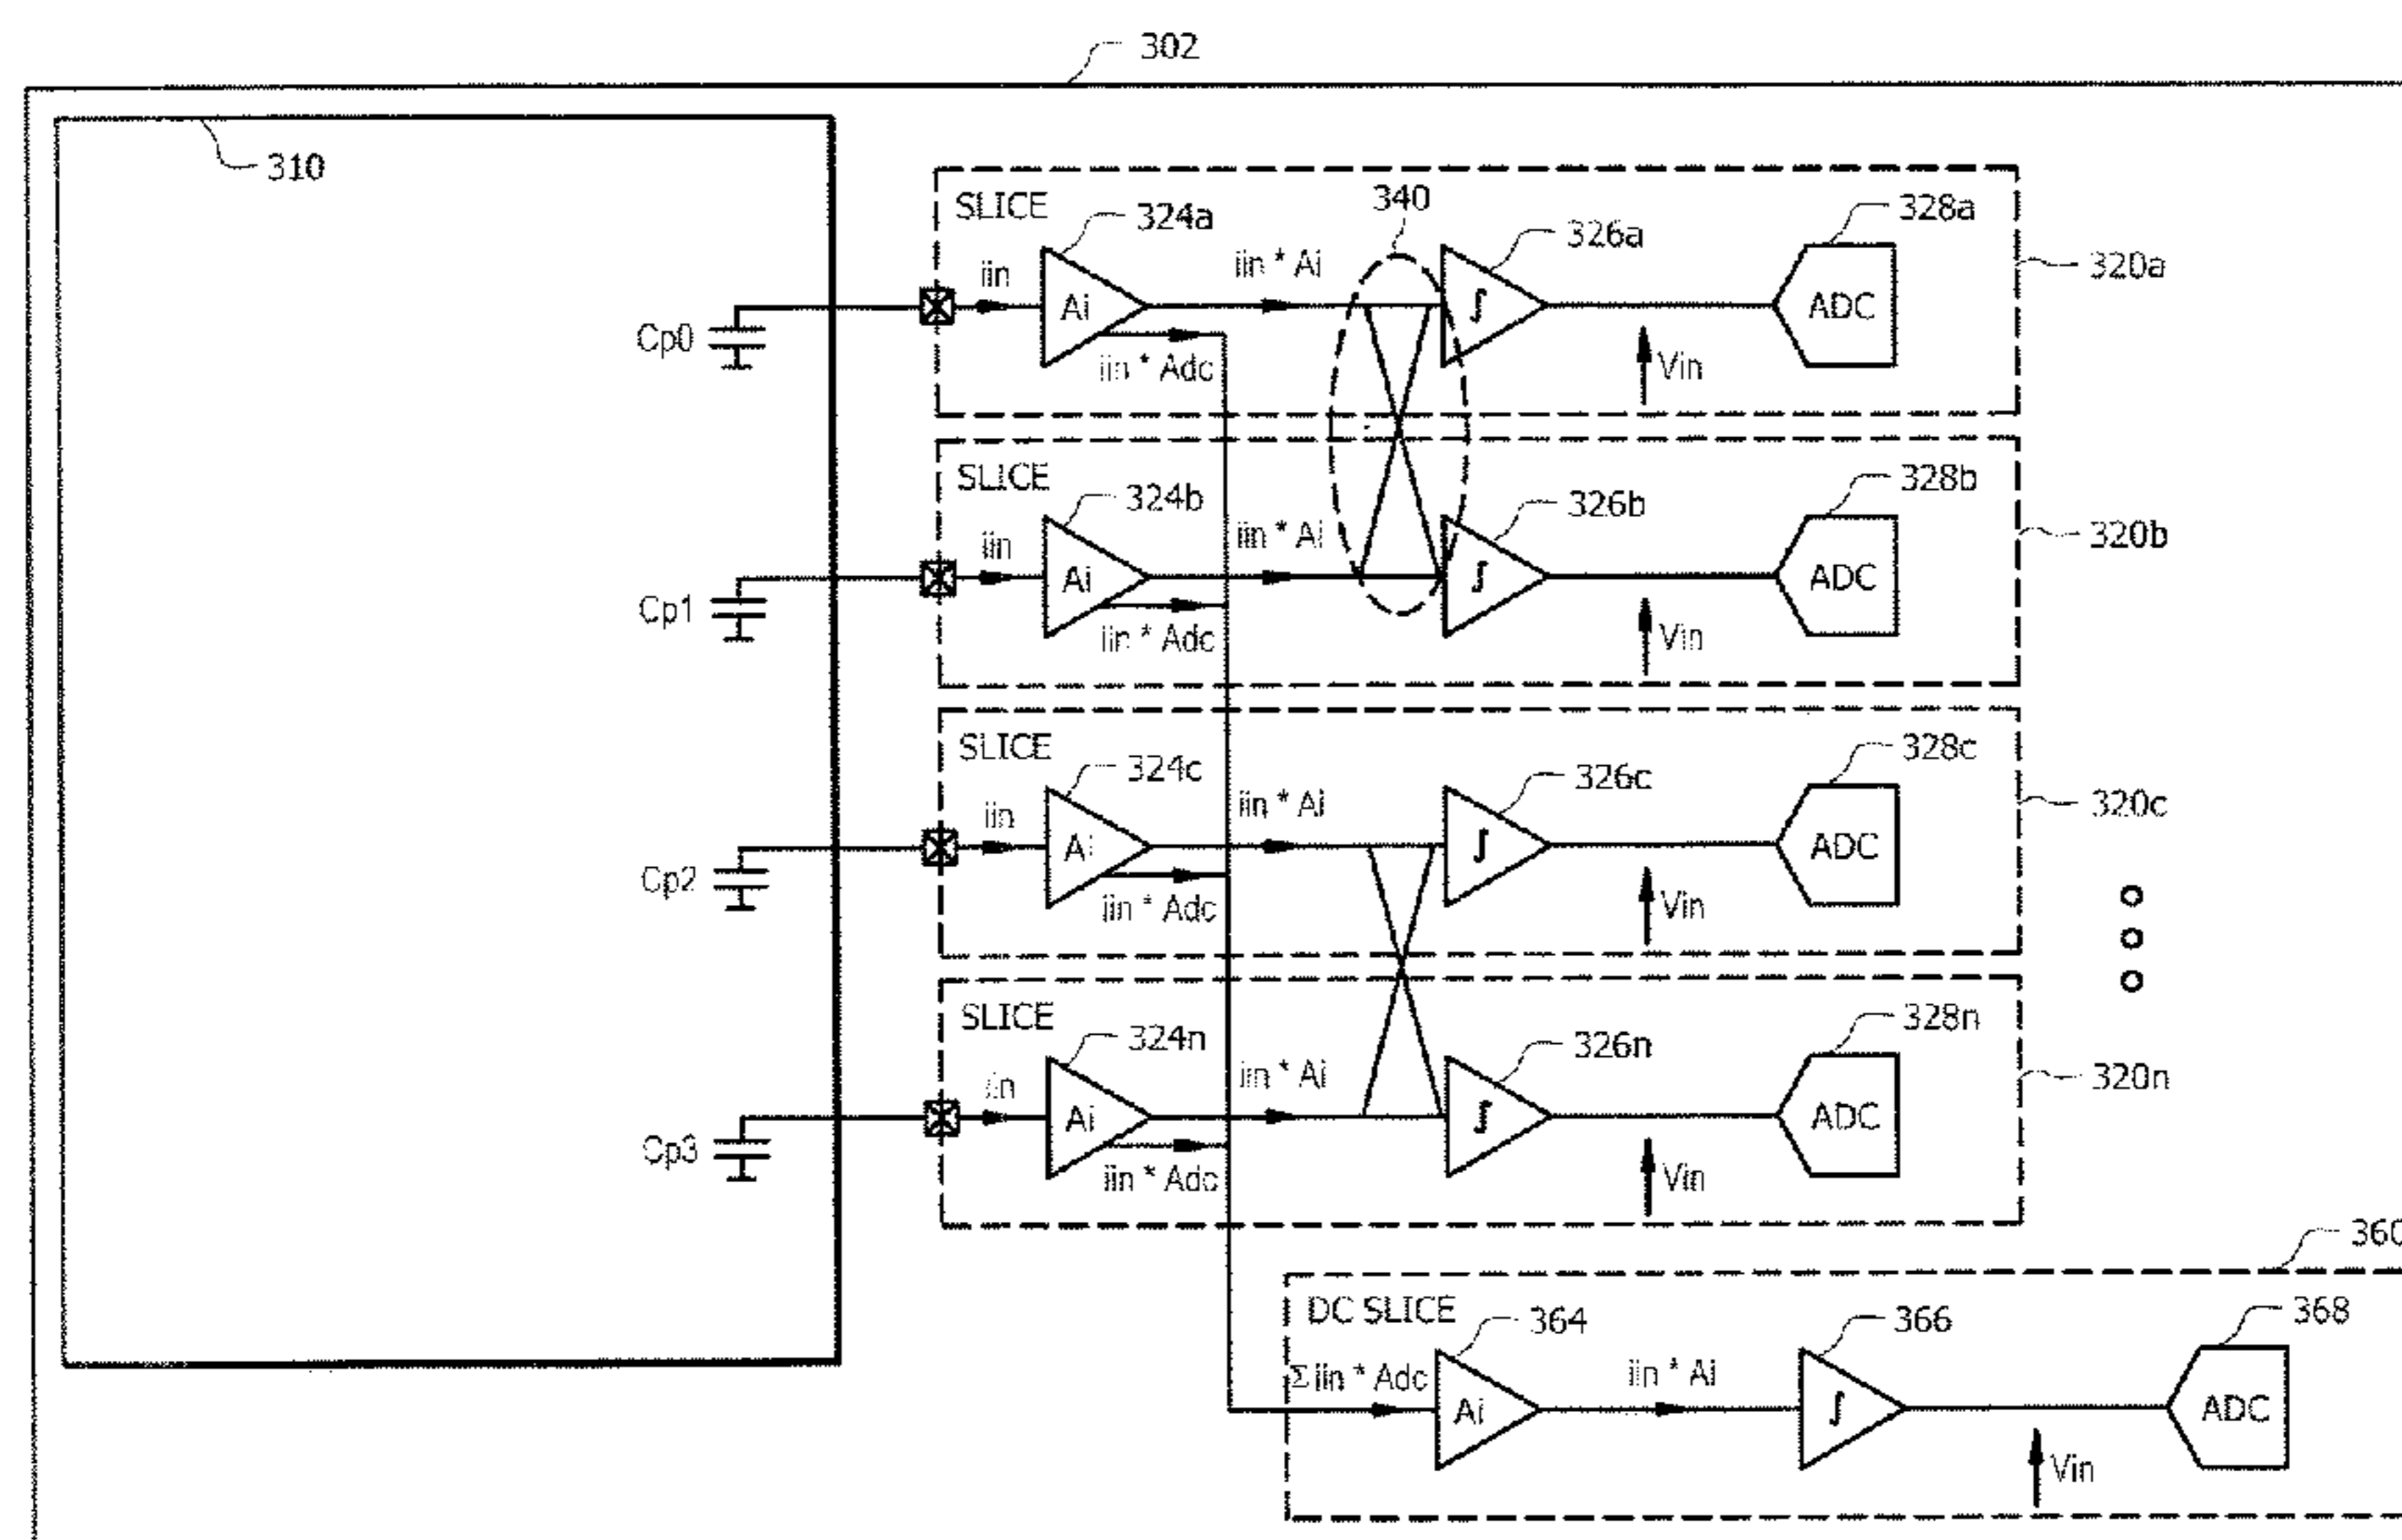 302
310
SLICE
324a
340
326a
328a
320a
iin
iin * Ai
Ai
∫
ADC
Cp0
iin * Adc
Vin
SLICE
324b
326b
328b
320b
iin
iin * Ai
Ai
∫
ADC
Cp1
iin * Adc
Vin
SLICE
324c
326c
328c
320c
iin
iin * Ai
Ai
∫
ADC
Cp2
iin * Adc
Vin
SLICE
324n
326n
328n
320n
iin
iin * Ai
Ai
∫
ADC
Cp3
iin * Adc
Vin
360
DC SLICE
364
366
368
Σiin * Adc
iin * Ai
Ai
∫
ADC
Vin